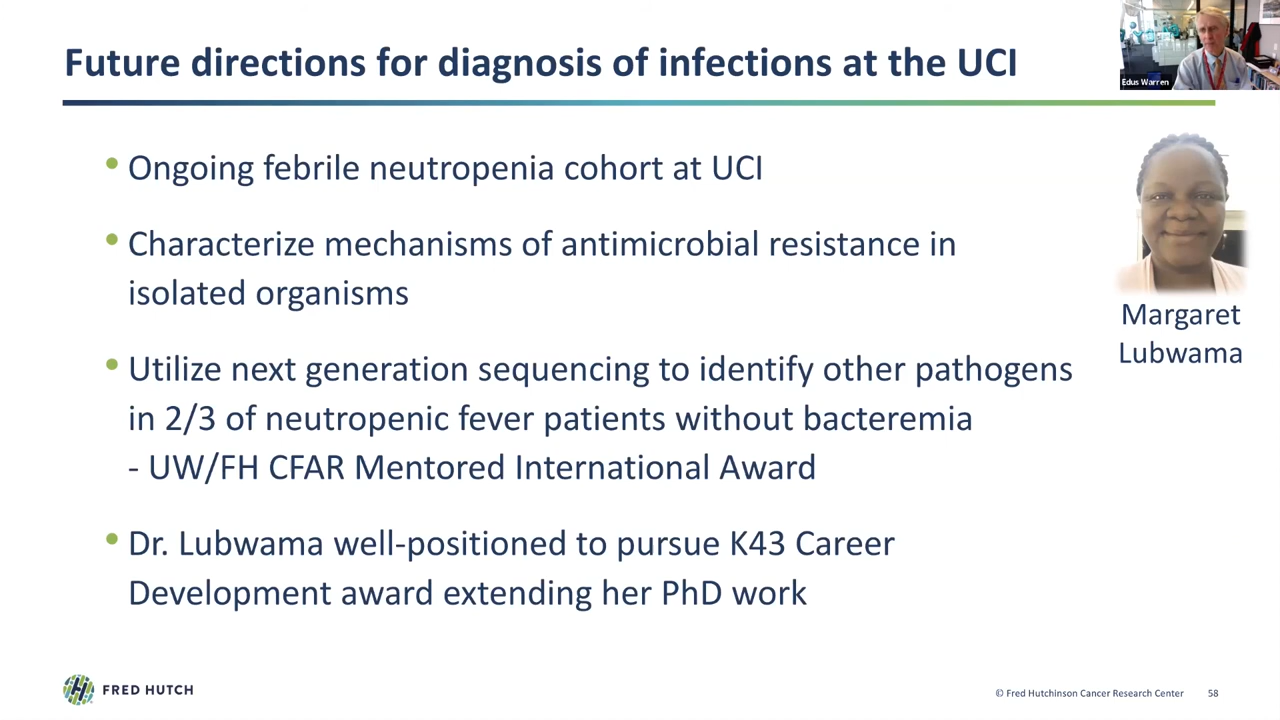 Future directions for diagnosis of infections at the UCI
Edus Warren
• Ongoing febrile neutropenia cohort at UCI
• Characterize mechanisms of antimicrobial resistance in
isolated organisms
• Utilize next generation sequencing to identify other pathogens
in 2/3 of neutropenic fever patients without bacteremia
- UW/FH CFAR Mentored International Award
• Dr. Lubwama well-positioned to pursue K43 Career
Development award extending her PhD work
Margaret
Lubwama
FRED HUTCH
© Fred Hutchinson Cancer Research Center
58